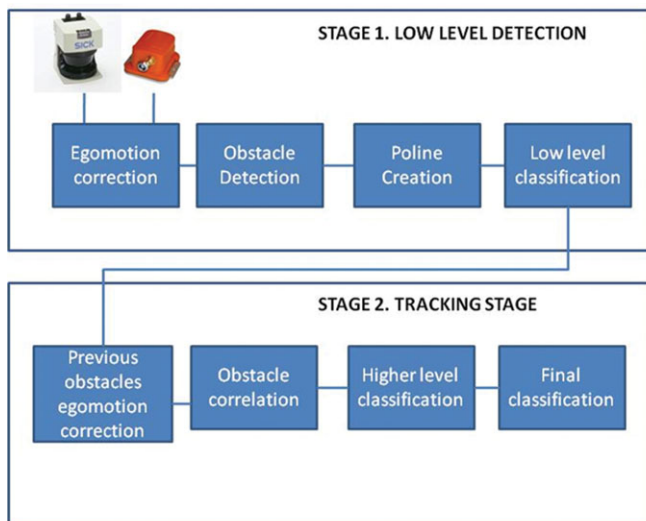 STAGE 1. LOW LEVEL DETECTION
SICK
Egomotion
correction
Obstacle
Detection
Poline
Creation
Low level
classification
STAGE 2. TRACKING STAGE
Previous
obstacles
egomotion
correction
Obstacle
correlation
Higher level
classification
Final
classification